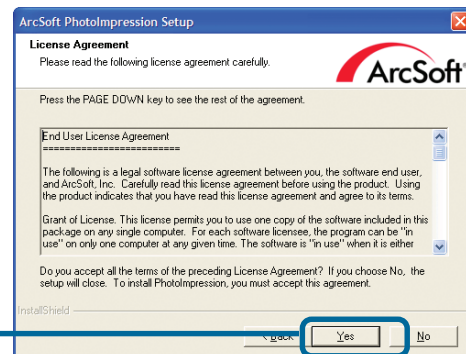 ArcSoft PhotoImpression Setup
License Agreement
Please read the following license agreement carefully.
ArcSoft®
Press the PAGE DOWN key to see the rest of the agreement.
End User License Agreement
=========================
The following is a legal software license agreement between you, the software end user,
and ArcSoft, Inc. Carefully read this license agreement before using the product. Using
the product indicates that you have read this license agreement and agree to its terms.
Grant of License. This license permits you to use one copy of the software included in this
package on any single computer. For each software licensee, the program can be "in
use" on only one computer at any given time. The software is "in use" when it is either
Do you accept all the terms of the preceding License Agreement? If you choose No, the
setup will close. To install PhotoImpression, you must accept this agreement.
InstallShield
< Back Yes No